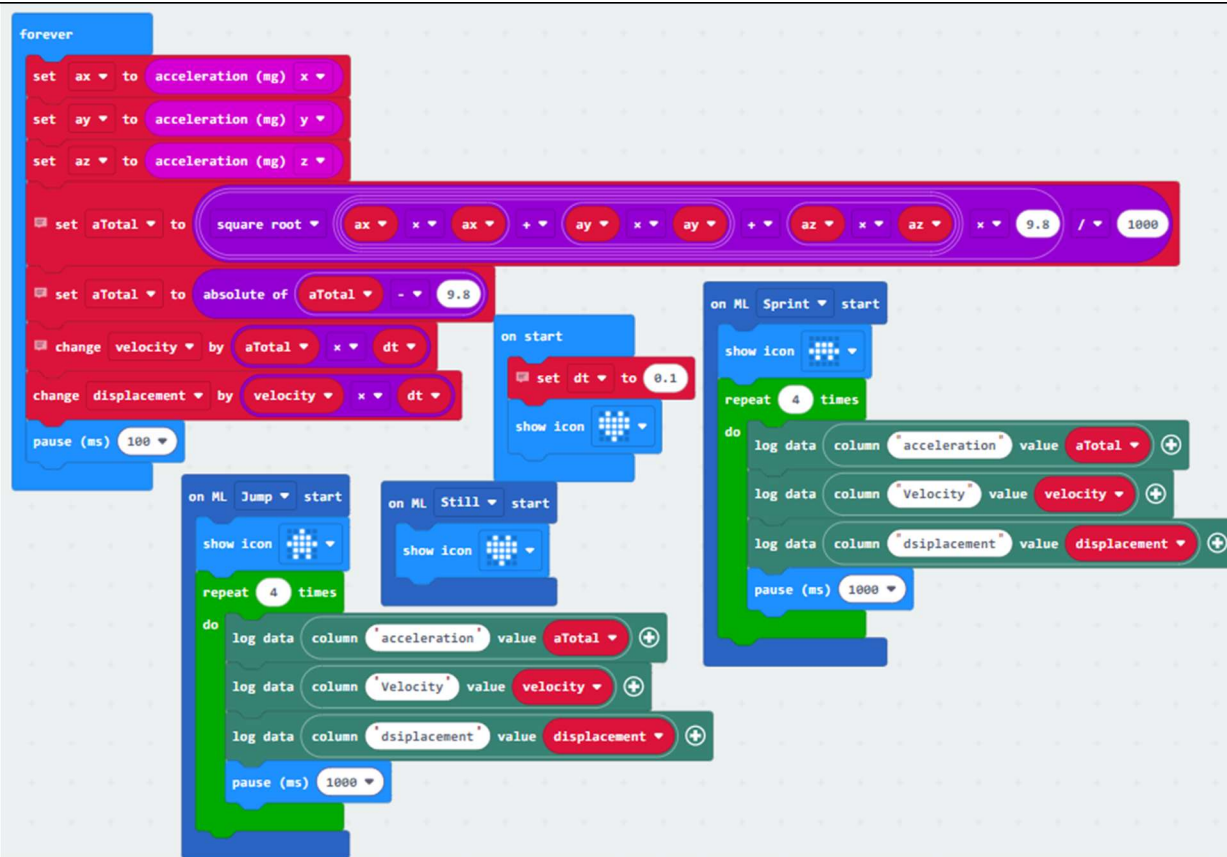 forever
set ax to acceleration (mg) x
set ay to acceleration (mg) y
set az to acceleration (mg) z
set aTotal to square root ax × ax + ay × ay + az × az × 9.8 / 1000
set aTotal to absolute of aTotal - 9.8
change velocity by aTotal × dt
change displacement by velocity × dt
pause (ms) 100
on start
set dt to 0.1
show icon
on ML Sprint start
show icon
repeat 4 times
do
log data column "acceleration" value aTotal
log data column "Velocity" value velocity
log data column "dsiplacement" value displacement
pause (ms) 1000
on ML Jump start
show icon
repeat 4 times
do
log data column "acceleration" value aTotal
log data column "Velocity" value velocity
log data column "dsiplacement" value displacement
pause (ms) 1000
on ML Still start
show icon